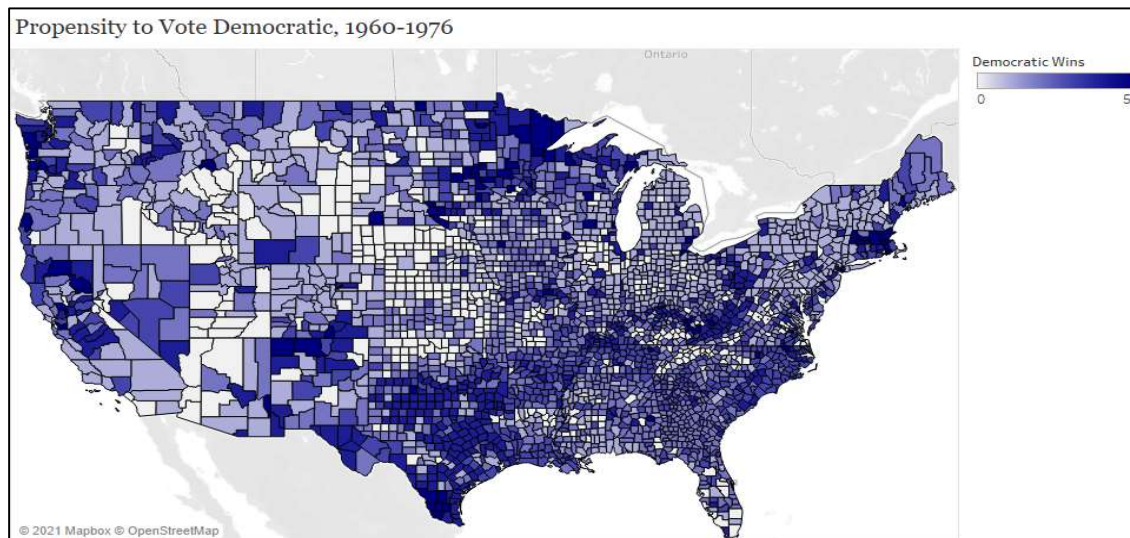 Propensity to Vote Democratic, 1960-1976
Ontario
Democratic Wins
0 5
© 2021 Mapbox © OpenStreetMap